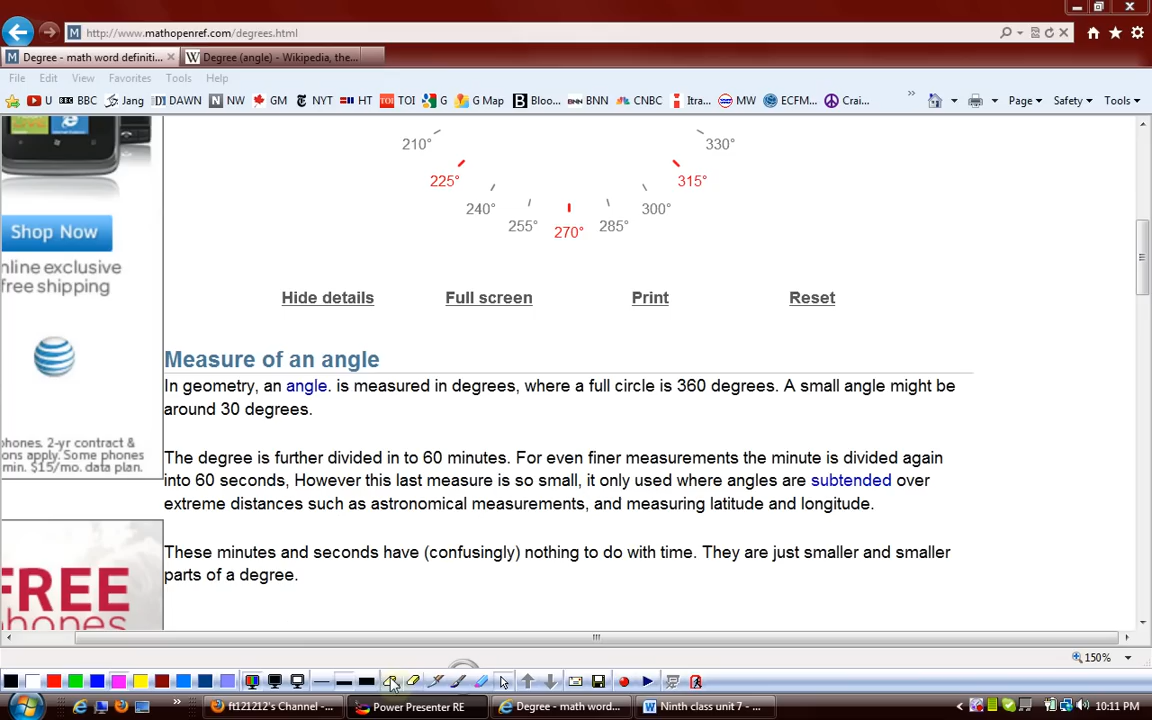 http://www.mathopenref.com/degrees.html
Degree - math word definiti...
Degree (angle) - Wikipedia, the...
File Edit View Favorites Tools Help
U BBC Jang DAWN NW GM NYT HT TOI G G Map Bloo... BNN CNBC Itra... MW ECFM... Crai... Page Safety Tools
210° 330°
225° 315°
240° 300°
255° 285°
270°
Shop Now
nline exclusive
free shipping
Hide details Full screen Print Reset
at&t
Measure of an angle
In geometry, an angle. is measured in degrees, where a full circle is 360 degrees. A small angle might be
around 30 degrees.
phones. 2-yr contract &
ons apply. Some phones
min. $15/mo. data plan.
The degree is further divided in to 60 minutes. For even finer measurements the minute is divided again
into 60 seconds, However this last measure is so small, it only used where angles are subtended over
extreme distances such as astronomical measurements, and measuring latitude and longitude.
These minutes and seconds have (confusingly) nothing to do with time. They are just smaller and smaller
parts of a degree.
FREE
phones
150%
ft121212's Channel - ... Power Presenter RE Degree - math word... Ninth class unit 7 - ... 10:11 PM